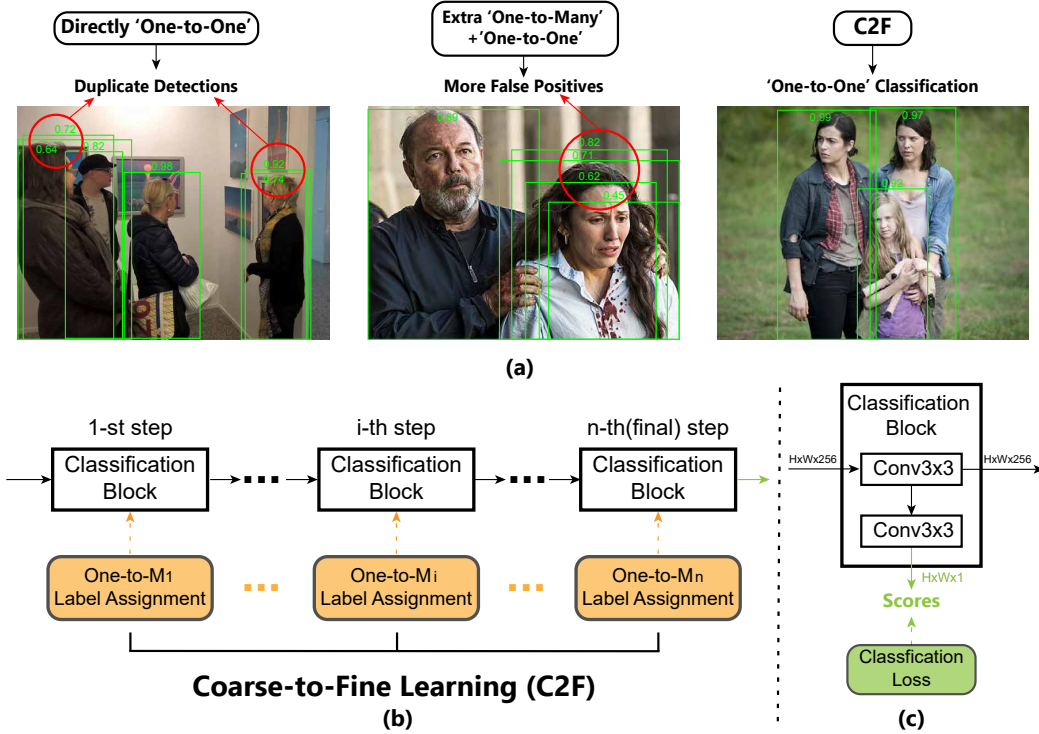 Directly 'One-to-One'
Extra 'One-to-Many'
+'One-to-One'
C2F
Duplicate Detections
More False Positives
'One-to-One' Classification
0.72
0.64
0.82
0.98
0.92
0.89
0.82
0.71
0.62
0.45
0.99
0.97
0.92
(a)
1-st step
i-th step
n-th(final) step
Classification
Block
Classification
Block
Classification
Block
One-to-M1
Label Assignment
One-to-Mi
Label Assignment
One-to-Mn
Label Assignment
Coarse-to-Fine Learning (C2F)
(b)
Classification
Block
HxWx256
Conv3x3
HxWx256
Conv3x3
HxWx1
Scores
Classfication
Loss
(c)